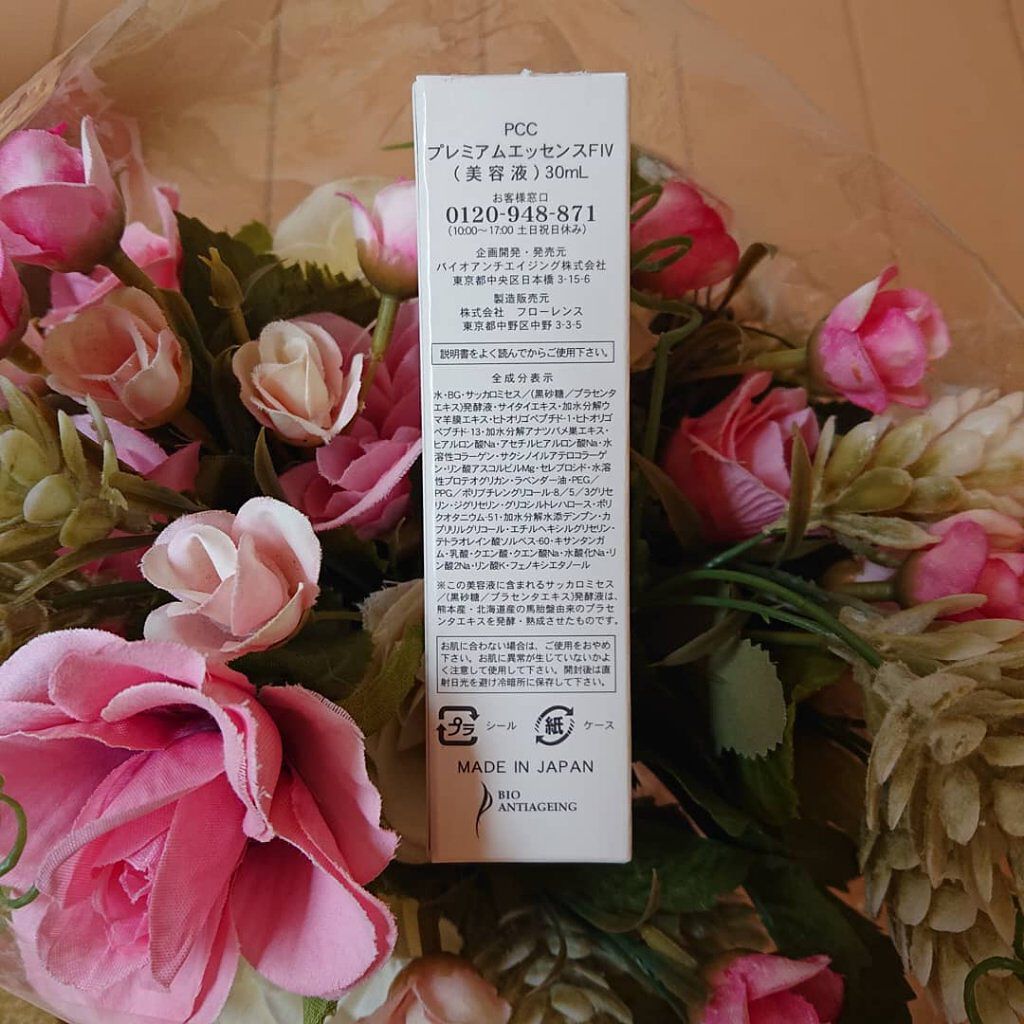 PCC
プレミアムエッセンスFⅣ
(美容液)30mL
お客様窓口
0120-948-871
(10:00～17:00 土日祝日休み)
企画開発・発売元
バイオアンチエイジング株式会社
東京都中央区日本橋 3-15-6
製造販売元
株式会社 フローレンス
東京都中野区中野 3-3-5
説明書をよく読んでからご使用下さい。
全成分表示
水・BG・サッカロミセス／(黒砂糖／プラセンタ
エキス)発酵液・サイタイエキス・加水分解ウ
マ羊膜エキス・ヒトオリゴペプチド-1・ヒトオリゴ
ペプチド-13・加水分解アナツバメ巣エキス・
ヒアルロン酸Na・アセチルヒアルロン酸Na・水
溶性コラーゲン・サクシノイルアテロコラーゲ
ン・リン酸アスコルビルMg・セレブロシド・水溶
性プロテオグリカン・ラベンダー油・PEG／
PPG／ポリブチレングリコール-8／5／3グリセ
リン・ジグリセリン・グリコシルトレハロース・ポリ
クオタニウム-51・加水分解水添デンプン・カ
プリルグリコール・エチルヘキシルグリセリン・
テトラオレイン酸ソルベス-60・キサンタンガ
ム・乳酸・クエン酸・クエン酸Na・水酸化Na・リ
ン酸2Na・リン酸K・フェノキシエタノール
※この美容液に含まれるサッカロミセス
／(黒砂糖／プラセンタエキス)発酵液は、
熊本産・北海道産の馬胎盤由来のプラセ
ンタエキスを発酵・熟成させたものです。
お肌に合わない場合は、ご使用をおやめ
下さい。お肌に異常が生じていないかよ
く注意して使用して下さい。開封後は直
射日光を避け冷暗所に保存して下さい。
プラ シール 紙 ケース
MADE IN JAPAN
BIO
ANTIAGEING